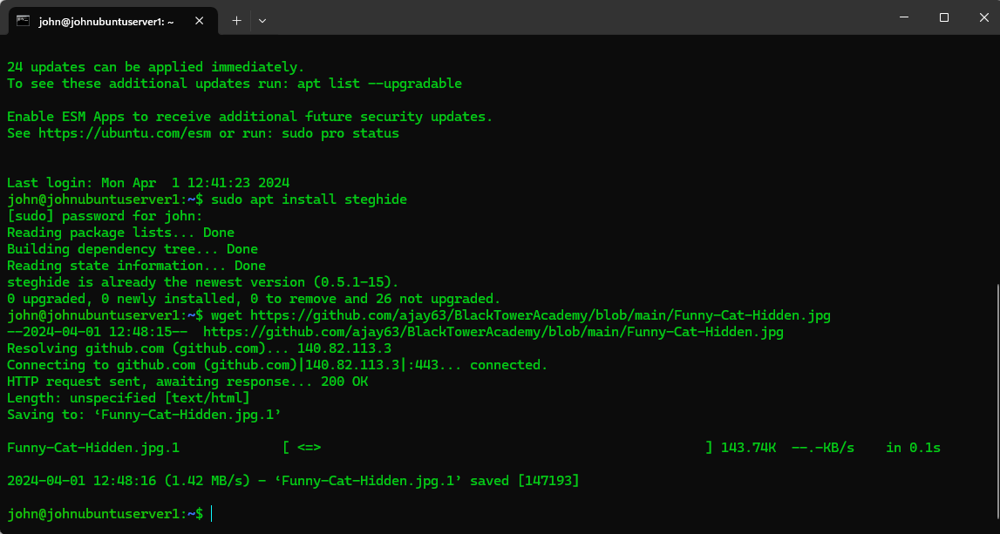 john@johnubuntuserver1: ~
24 updates can be applied immediately.
To see these additional updates run: apt list --upgradable
Enable ESM Apps to receive additional future security updates.
See https://ubuntu.com/esm or run: sudo pro status
Last login: Mon Apr  1 12:41:23 2024
john@johnubuntuserver1:~$ sudo apt install steghide
[sudo] password for john:
Reading package lists... Done
Building dependency tree... Done
Reading state information... Done
steghide is already the newest version (0.5.1-15).
0 upgraded, 0 newly installed, 0 to remove and 26 not upgraded.
john@johnubuntuserver1:~$ wget https://github.com/ajay63/BlackTowerAcademy/blob/main/Funny-Cat-Hidden.jpg
--2024-04-01 12:48:15--  https://github.com/ajay63/BlackTowerAcademy/blob/main/Funny-Cat-Hidden.jpg
Resolving github.com (github.com)... 140.82.113.3
Connecting to github.com (github.com)|140.82.113.3|:443... connected.
HTTP request sent, awaiting response... 200 OK
Length: unspecified [text/html]
Saving to: ‘Funny-Cat-Hidden.jpg.1’
Funny-Cat-Hidden.jpg.1 [ <=> ] 143.74K --.-KB/s in 0.1s
2024-04-01 12:48:16 (1.42 MB/s) - ‘Funny-Cat-Hidden.jpg.1’ saved [147193]
john@johnubuntuserver1:~$